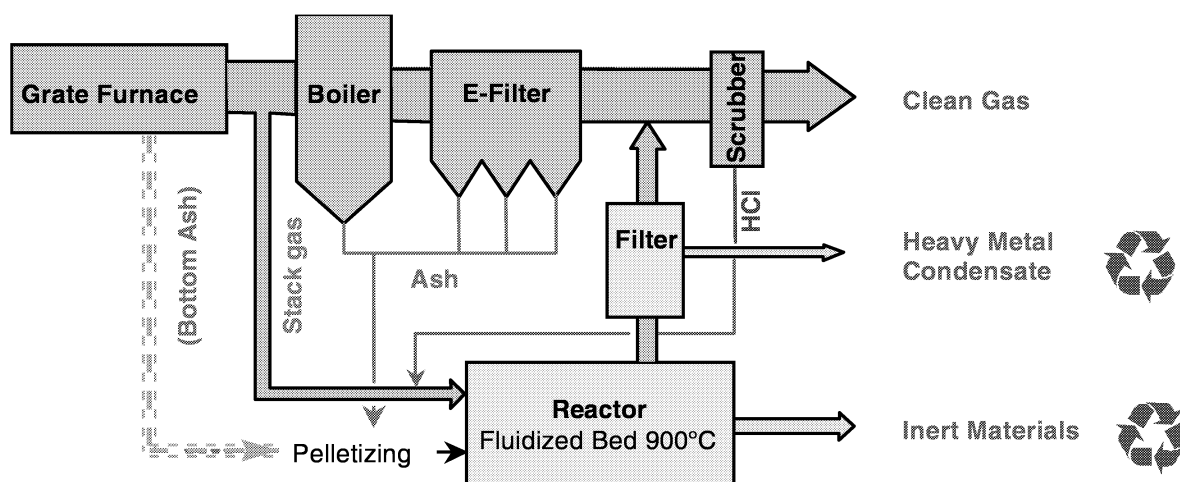 Grate Furnace
Boiler
E-Filter
Scrubber
Clean Gas
(Bottom Ash)
Stack gas
Ash
HCl
Filter
Heavy Metal
Condensate
Reactor
Fluidized Bed 900°C
Pelletizing
Inert Materials